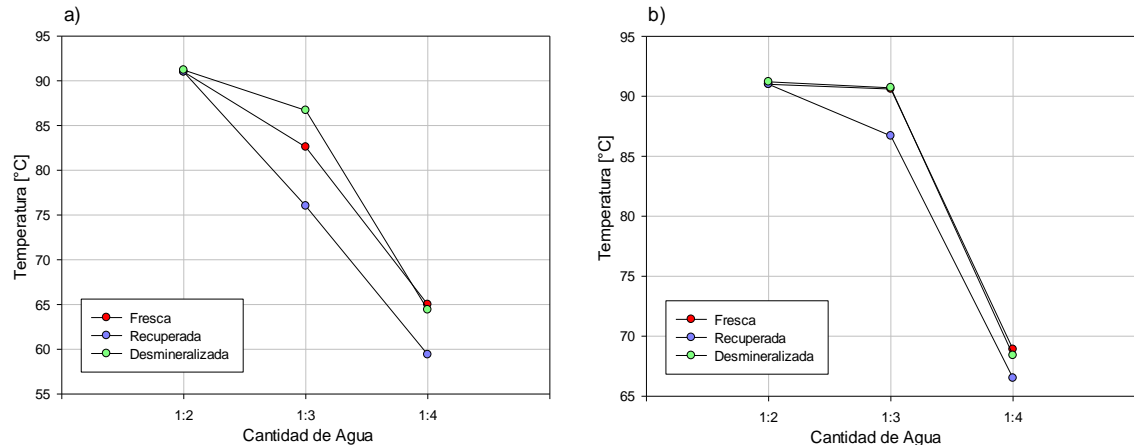 a)
95
90
85
80
75
70
65
60
55
Temperatura [°C]
Fresca
Recuperada
Desmineralizada
1:2 1:3 1:4
Cantidad de Agua
b)
95
90
85
80
75
70
65
Temperatura [°C]
Fresca
Recuperada
Desmineralizada
1:2 1:3 1:4
Cantidad de Agua